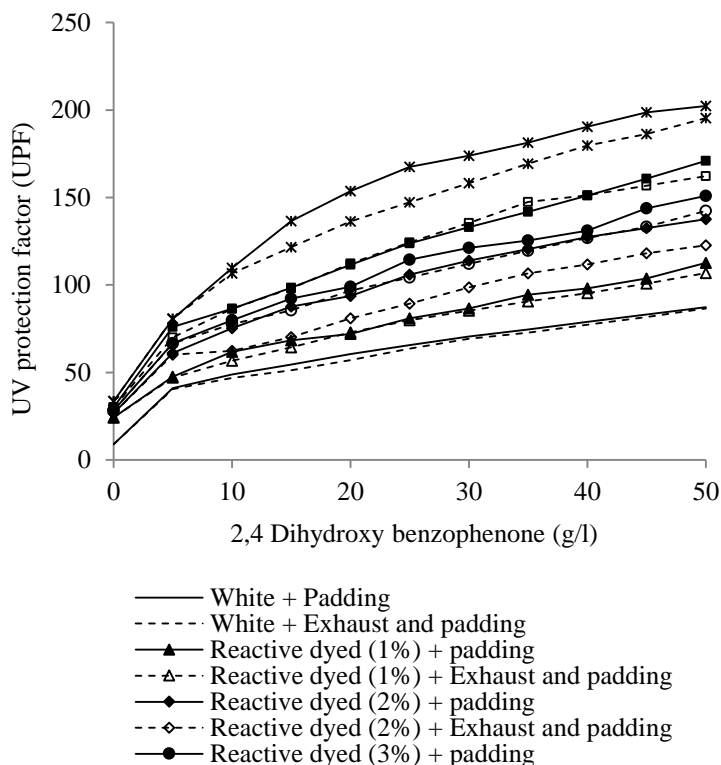 250
200
150
100
50
0
UV protection factor (UPF)
0 10 20 30 40 50
2,4 Dihydroxy benzophenone (g/l)
White + Padding
White + Exhaust and padding
Reactive dyed (1%) + padding
Reactive dyed (1%) + Exhaust and padding
Reactive dyed (2%) + padding
Reactive dyed (2%) + Exhaust and padding
Reactive dyed (3%) + padding